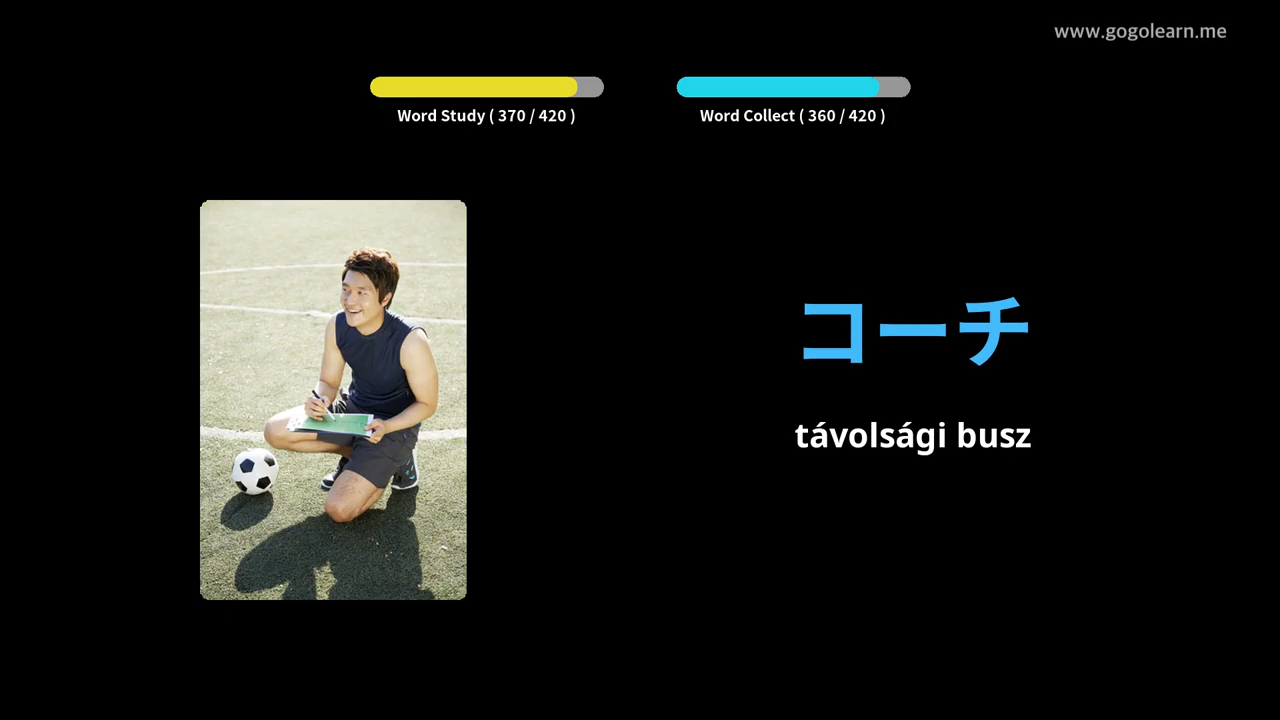 www.gogolearn.me
Word Study ( 370 / 420 )
Word Collect ( 360 / 420 )
コーチ
távolsági busz